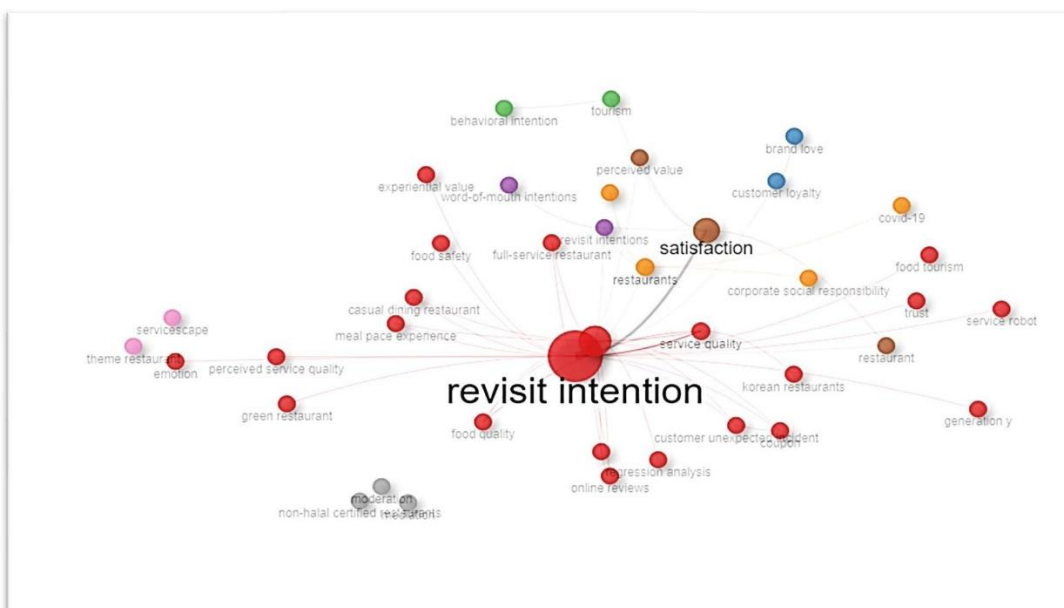 behavioral intention
tourism
brand love
perceived value
experiential value
word-of-mouth intentions
customer loyalty
covid-19
revisit intentions
satisfaction
food safety
full-service restaurant
food tourism
restaurants
corporate social responsibility
casual dining restaurant
trust
service robot
servicescape
meal pace experience
service quality
theme restaurant
restaurant
emotion
perceived service quality
korean restaurants
revisit intention
green restaurant
generation y
food quality
customer unexpected incident
coupon
regression analysis
online reviews
moderation
non-halal certified restaurants
mediation